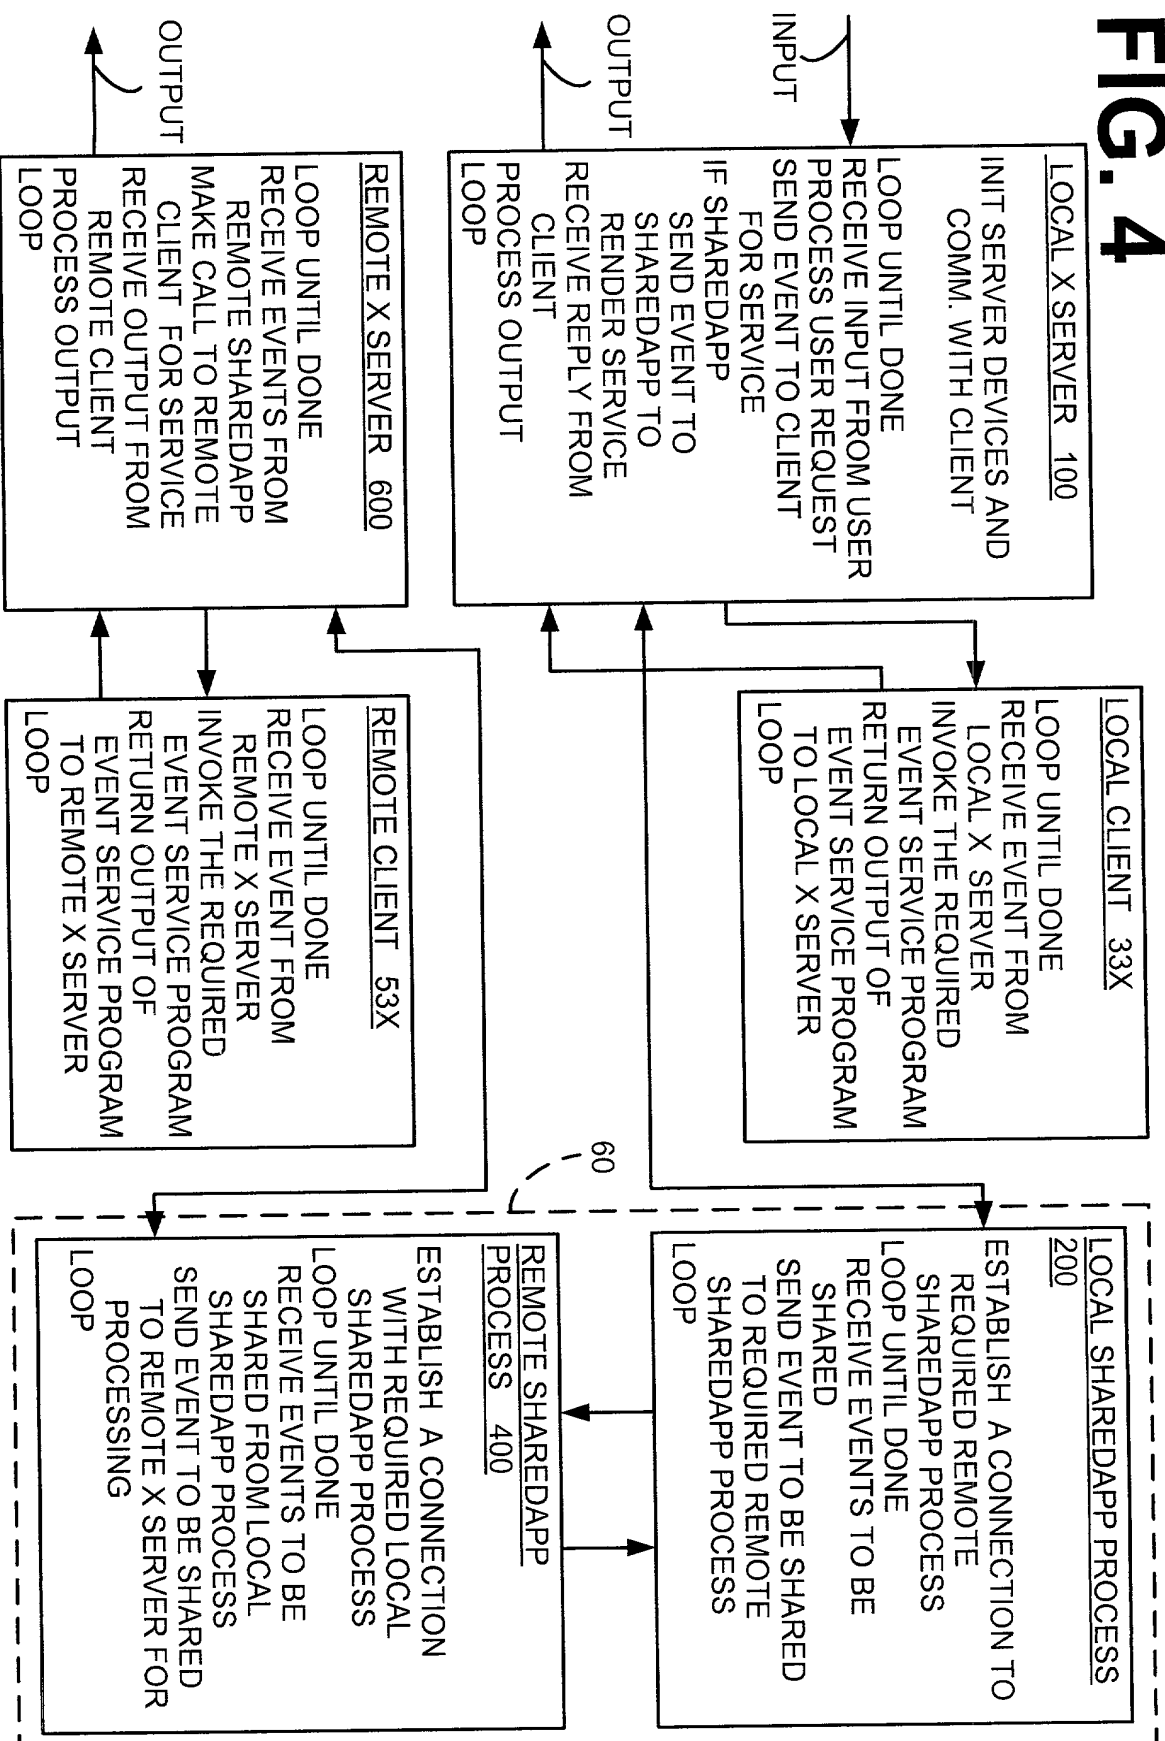 FIG. 4
INPUT
OUTPUT
OUTPUT
LOCAL X SERVER 100
INIT SERVER DEVICES AND
COMM. WITH CLIENT
LOOP UNTIL DONE
RECEIVE INPUT FROM USER
PROCESS USER REQUEST
SEND EVENT TO CLIENT
FOR SERVICE
IF SHAREDAPP
SEND EVENT TO
SHAREDAPP TO
RENDER SERVICE
RECEIVE REPLY FROM
CLIENT
PROCESS OUTPUT
LOOP
LOCAL CLIENT 33X
LOOP UNTIL DONE
RECEIVE EVENT FROM
LOCAL X SERVER
INVOKE THE REQUIRED
EVENT SERVICE PROGRAM
RETURN OUTPUT OF
EVENT SERVICE PROGRAM
TO LOCAL X SERVER
LOOP
LOCAL SHAREDAPP PROCESS
200
ESTABLISH A CONNECTION TO
REQUIRED REMOTE
SHAREDAPP PROCESS
LOOP UNTIL DONE
RECEIVE EVENTS TO BE
SHARED
SEND EVENT TO BE SHARED
TO REQUIRED REMOTE
SHAREDAPP PROCESS
LOOP
60
REMOTE X SERVER 600
LOOP UNTIL DONE
RECEIVE EVENTS FROM
REMOTE SHAREDAPP
MAKE CALL TO REMOTE
CLIENT FOR SERVICE
RECEIVE OUTPUT FROM
REMOTE CLIENT
PROCESS OUTPUT
LOOP
REMOTE CLIENT 53X
LOOP UNTIL DONE
RECEIVE EVENT FROM
REMOTE X SERVER
INVOKE THE REQUIRED
EVENT SERVICE PROGRAM
RETURN OUTPUT OF
EVENT SERVICE PROGRAM
TO REMOTE X SERVER
LOOP
REMOTE SHAREDAPP
PROCESS 400
ESTABLISH A CONNECTION
WITH REQUIRED LOCAL
SHAREDAPP PROCESS
LOOP UNTIL DONE
RECEIVE EVENTS TO BE
SHARED FROM LOCAL
SHAREDAPP PROCESS
SEND EVENT TO BE SHARED
TO REMOTE X SERVER FOR
PROCESSING
LOOP